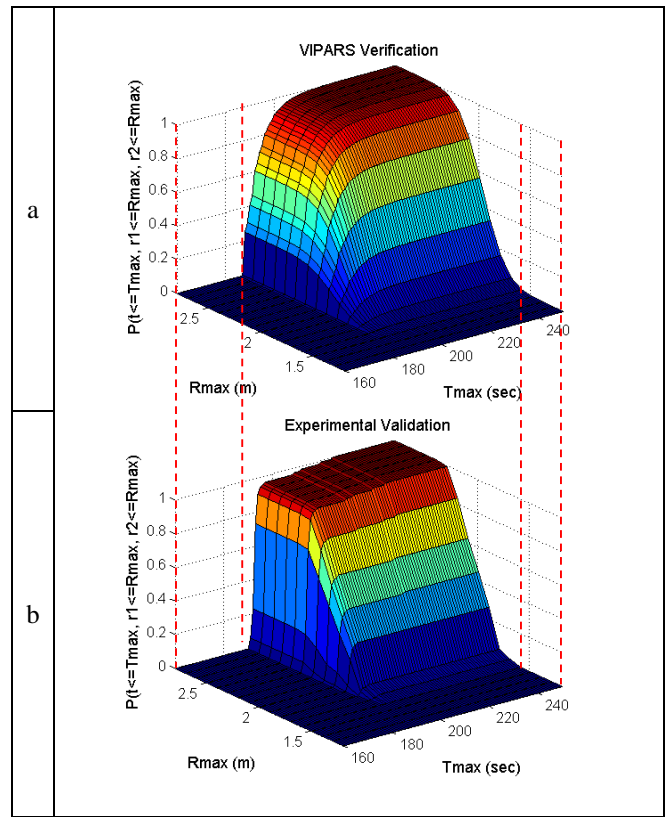 a
VIPARS Verification
P(t<=Tmax, r1<=Rmax, r2<=Rmax)
1
0.8
0.6
0.4
0.2
0
2.5
2
1.5
Rmax (m)
160
180
200
220
240
Tmax (sec)
b
Experimental Validation
P(t<=Tmax, r1<=Rmax, r2<=Rmax)
1
0.8
0.6
0.4
0.2
0
2.5
2
1.5
Rmax (m)
160
180
200
220
240
Tmax (sec)